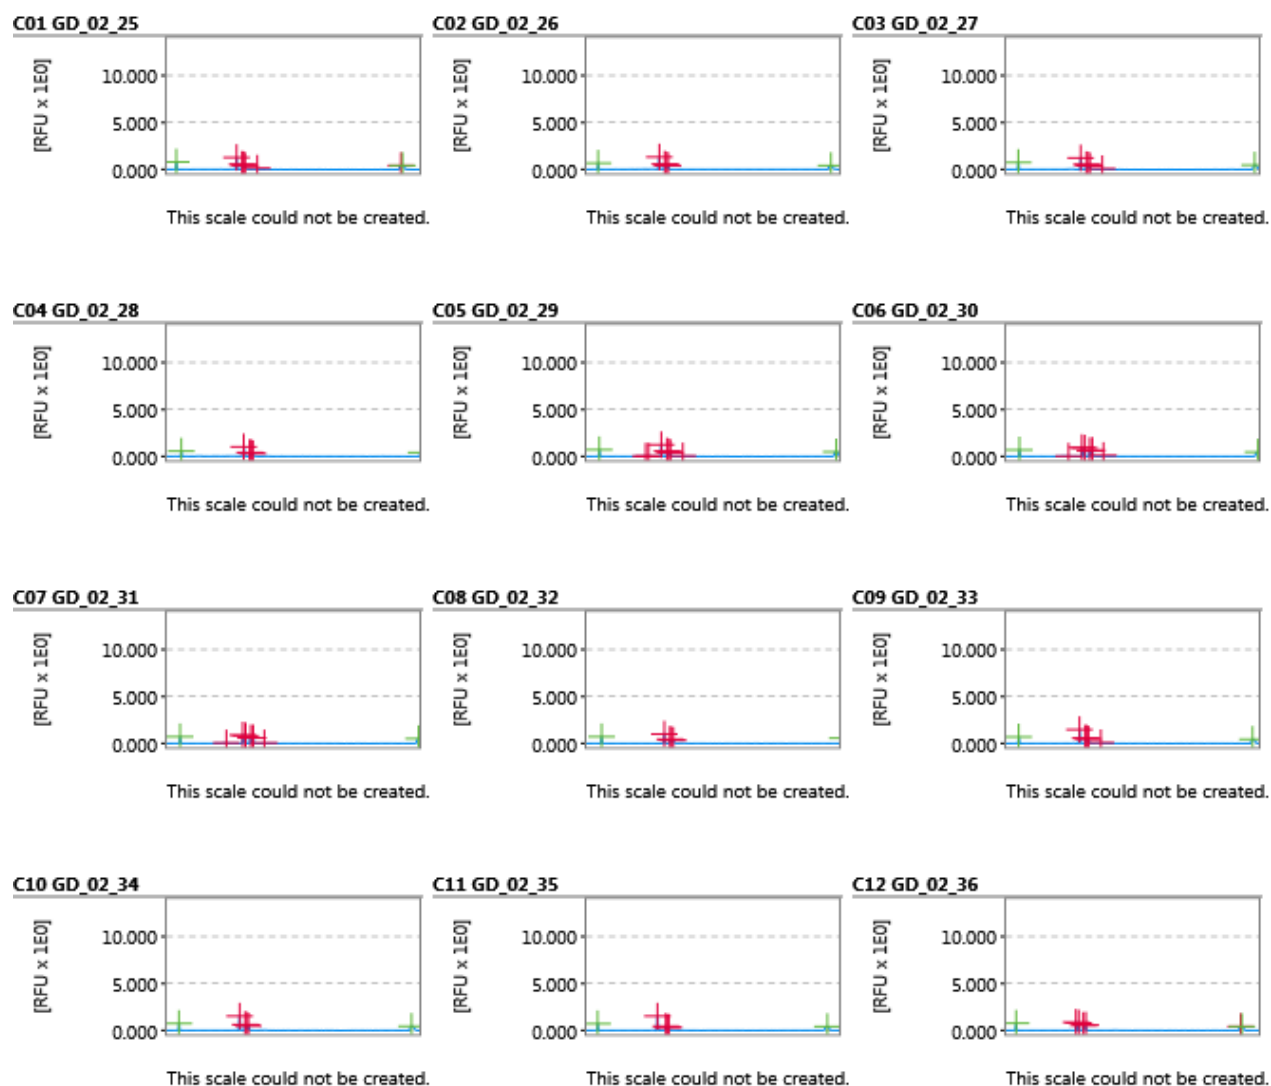 C01 GD_02_25
C02 GD_02_26
C03 GD_02_27
[RFU x 1E0]
10.000
5.000
0.000
[RFU x 1E0]
10.000
5.000
0.000
[RFU x 1E0]
10.000
5.000
0.000
This scale could not be created.
This scale could not be created.
This scale could not be created.
C04 GD_02_28
C05 GD_02_29
C06 GD_02_30
[RFU x 1E0]
10.000
5.000
0.000
[RFU x 1E0]
10.000
5.000
0.000
[RFU x 1E0]
10.000
5.000
0.000
This scale could not be created.
This scale could not be created.
This scale could not be created.
C07 GD_02_31
C08 GD_02_32
C09 GD_02_33
[RFU x 1E0]
10.000
5.000
0.000
[RFU x 1E0]
10.000
5.000
0.000
[RFU x 1E0]
10.000
5.000
0.000
This scale could not be created.
This scale could not be created.
This scale could not be created.
C10 GD_02_34
C11 GD_02_35
C12 GD_02_36
[RFU x 1E0]
10.000
5.000
0.000
[RFU x 1E0]
10.000
5.000
0.000
[RFU x 1E0]
10.000
5.000
0.000
This scale could not be created.
This scale could not be created.
This scale could not be created.